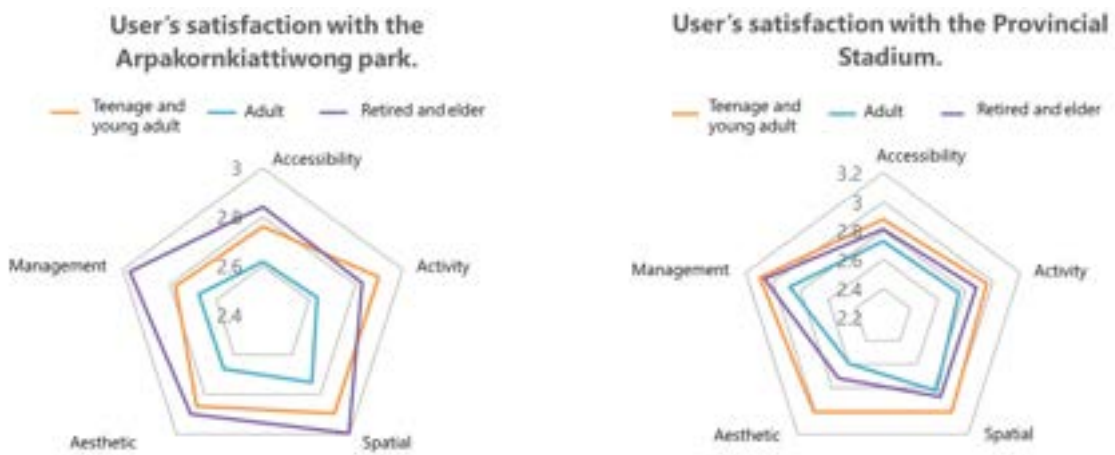 User's satisfaction with the
Arpakornkiattiwong park.
Teenage and
young adult
Adult
Retired and elder
Accessibility
3
2.8
2.6
2.4
Management
Activity
Aesthetic
Spatial
User's satisfaction with the Provincial
Stadium.
Teenage and
young adult
Adult
Retired and elder
Accessibility
3.2
3
2.8
2.6
2.4
2.2
Management
Activity
Aesthetic
Spatial